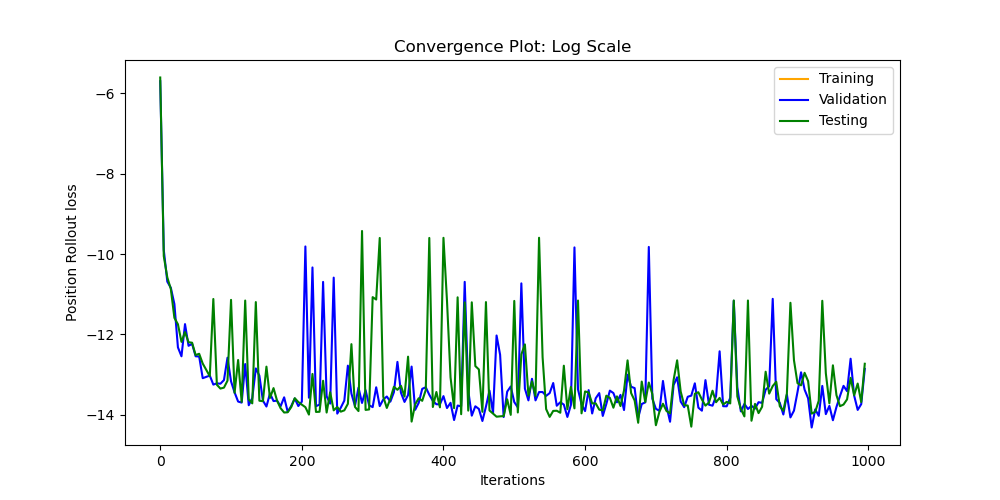 Convergence Plot: Log Scale
Training
Validation
Testing
Position Rollout loss
−6
−8
−10
−12
−14
0
200
400
600
800
1000
Iterations